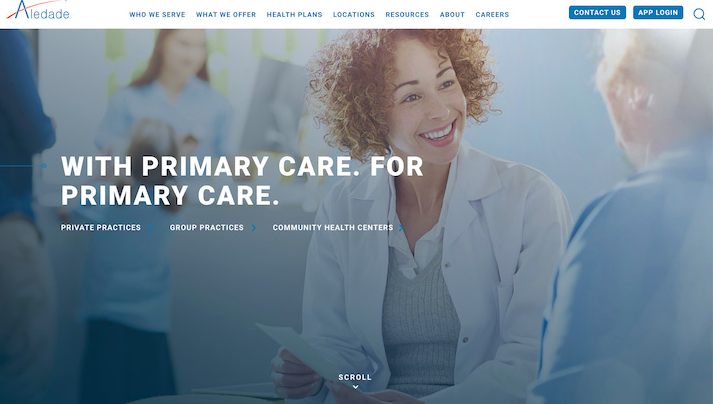 Aledade
WHO WE SERVE WHAT WE OFFER HEALTH PLANS LOCATIONS RESOURCES ABOUT CAREERS CONTACT US APP LOGIN
WITH PRIMARY CARE. FOR
PRIMARY CARE.
PRIVATE PRACTICES GROUP PRACTICES COMMUNITY HEALTH CENTERS
SCROLL